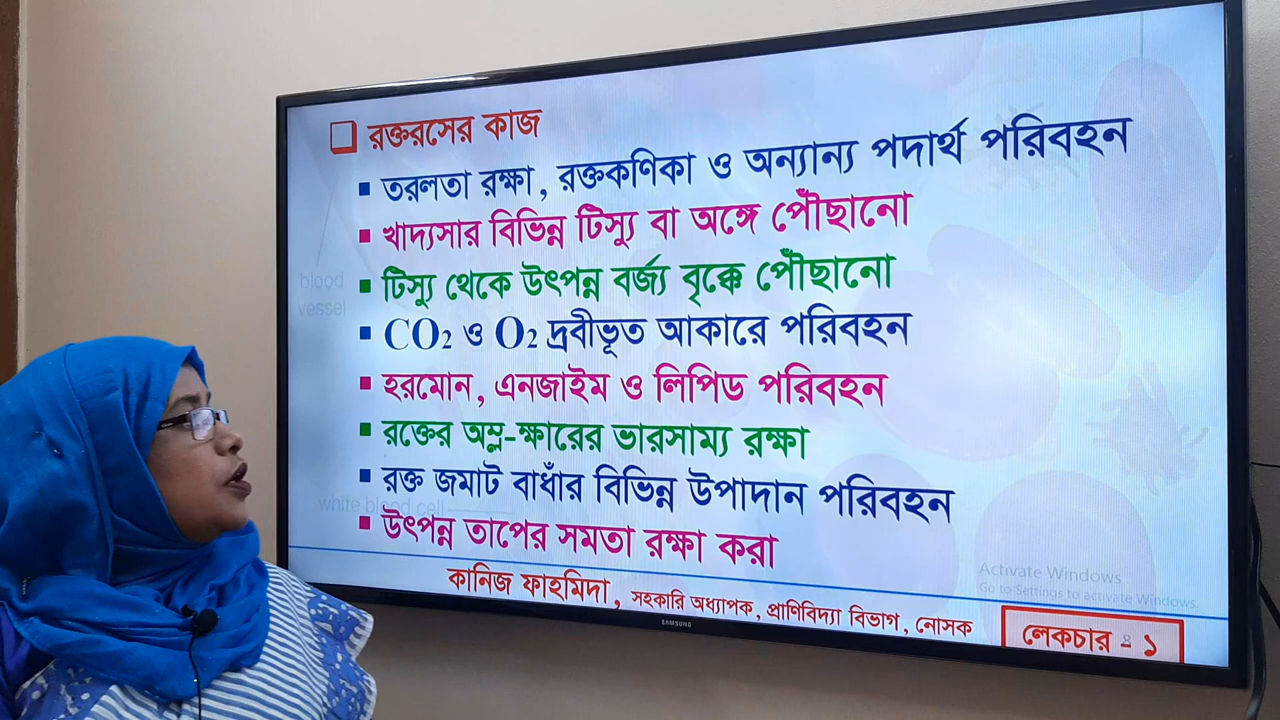 রক্তরসের কাজ
তরলতা রক্ষা, রক্তকণিকা ও অন্যান্য পদার্থ পরিবহন
খাদ্যসার বিভিন্ন টিস্যু বা অঙ্গে পৌঁছানো
টিস্যু থেকে উৎপন্ন বর্জ্য বৃক্কে পৌঁছানো
blood
vessel
CO2 ও O2 দ্রবীভূত আকারে পরিবহন
হরমোন, এনজাইম ও লিপিড পরিবহন
রক্তের অম্ল-ক্ষারের ভারসাম্য রক্ষা
রক্ত জমাট বাধাঁর বিভিন্ন উপাদান পরিবহন
white blood cell
উৎপন্ন তাপের সমতা রক্ষা করা
Activate Windows
Go to Settings to activate Windows.
কানিজ ফাহমিদা, সহকারি অধ্যাপক, প্রাণিবিদ্যা বিভাগ, নোসক
লেকচার - ১
SAMSUNG